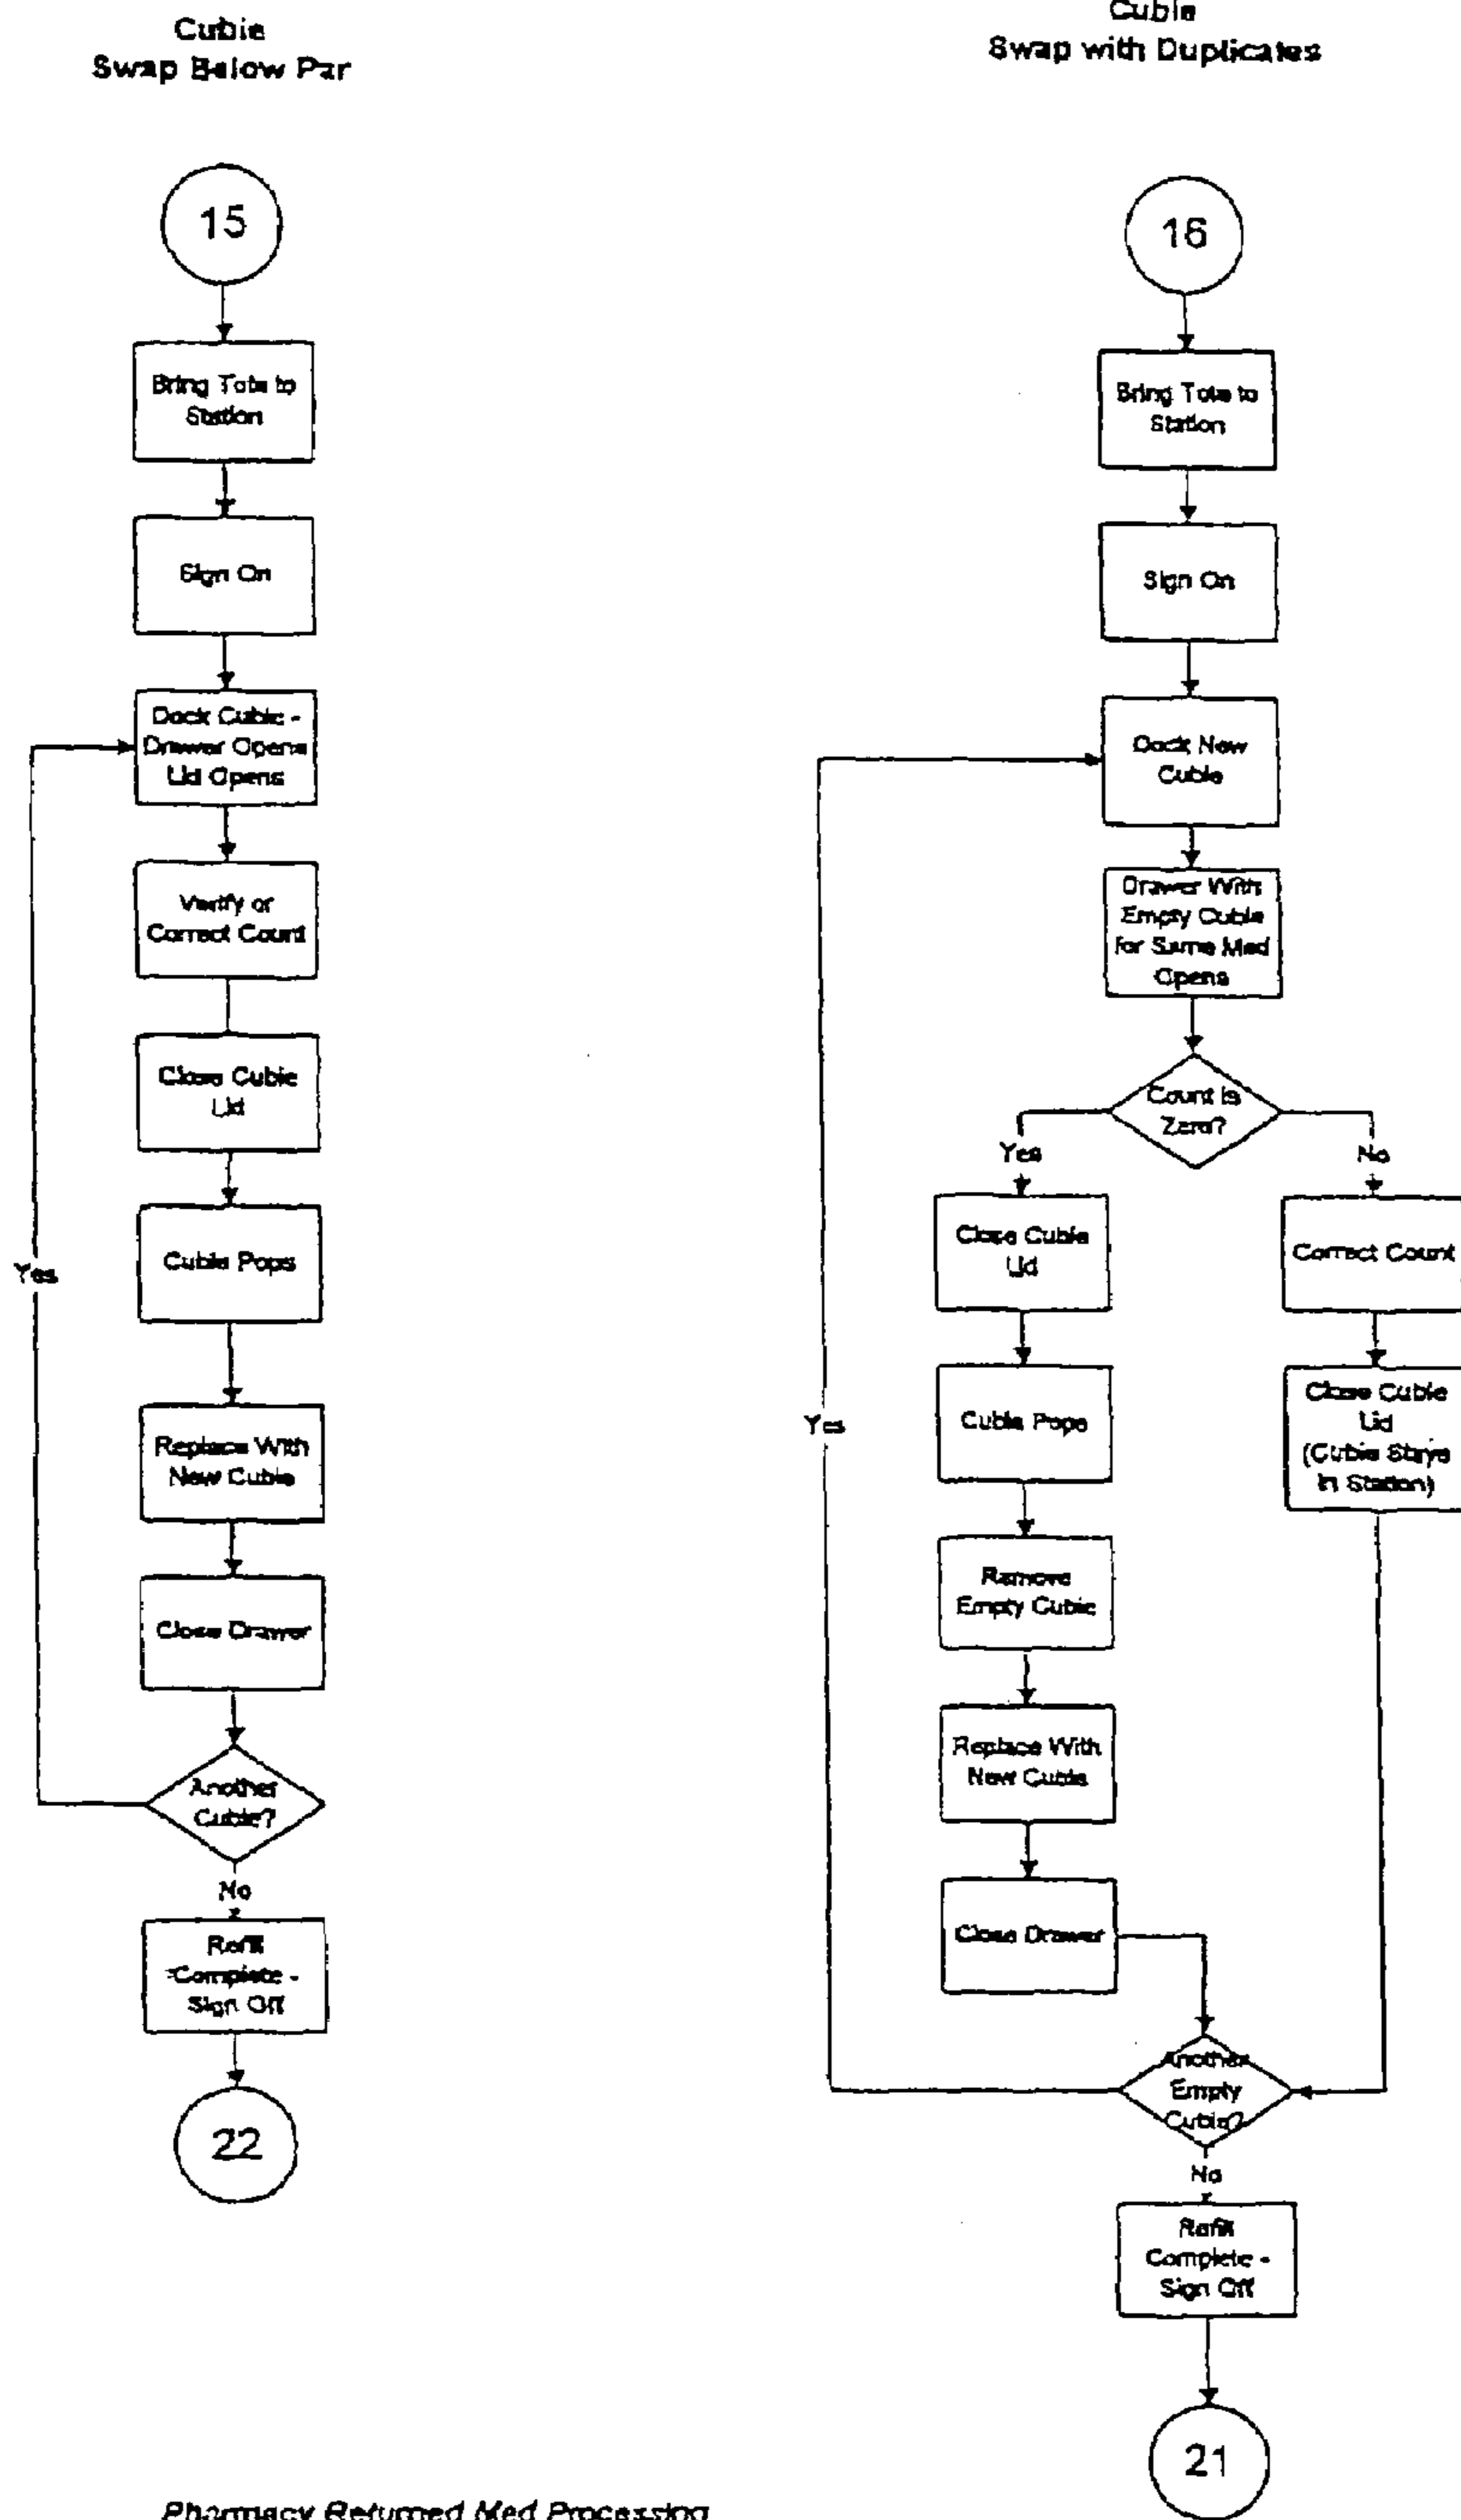 Cubie
Swap Below Par
15
Bring Tote to
Station
Sign On
Dock Cubie -
Drawer Opens
Lid Opens
Verify or
Correct Count
Close Cubie
Lid
Cubie Pops
Yes
Replace With
New Cubie
Close Drawer
Another
Cubie?
No
Refill
Complete -
Sign Off
22
Cubie
Swap with Duplicates
16
Bring Tote to
Station
Sign On
Dock New
Cubie
Drawer With
Empty Cubie
for Same Med
Opens
Count is
Zero?
Yes
No
Close Cubie
Lid
Correct Count
Cubie Pops
Close Cubie
Lid
(Cubie Stays
in Station)
Yes
Remove
Empty Cubie
Replace With
New Cubie
Close Drawer
Another
Empty
Cubie?
No
Refill
Complete -
Sign Off
21
Pharmacy Returned Med Processing